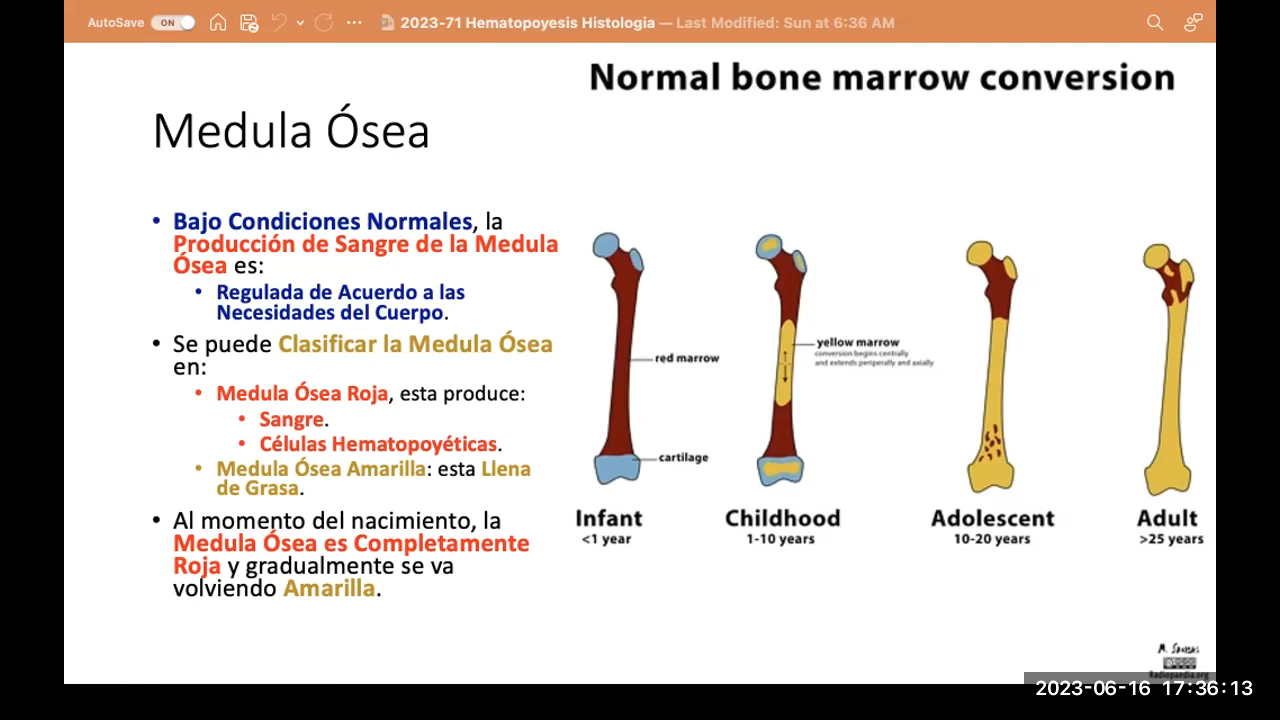 AutoSave ON 2023-71 Hematopoyesis Histologia — Last Modified: Sun at 6:36 AM
Normal bone marrow conversion
Medula Ósea
• Bajo Condiciones Normales, la
Producción de Sangre de la Medula
Ósea es:
• Regulada de Acuerdo a las
Necesidades del Cuerpo.
• Se puede Clasificar la Medula Ósea
en:
• Medula Ósea Roja, esta produce:
• Sangre.
• Células Hematopoyéticas.
• Medula Ósea Amarilla: esta Llena
de Grasa.
• Al momento del nacimiento, la
Medula Ósea es Completamente
Roja y gradualmente se va
volviendo Amarilla.
red marrow
cartilage
yellow marrow
conversion begins centrally
and extends peripherally and axially
Infant
<1 year
Childhood
1-10 years
Adolescent
10-20 years
Adult
>25 years
Radiopaedia.org
2023-06-16 17:36:13